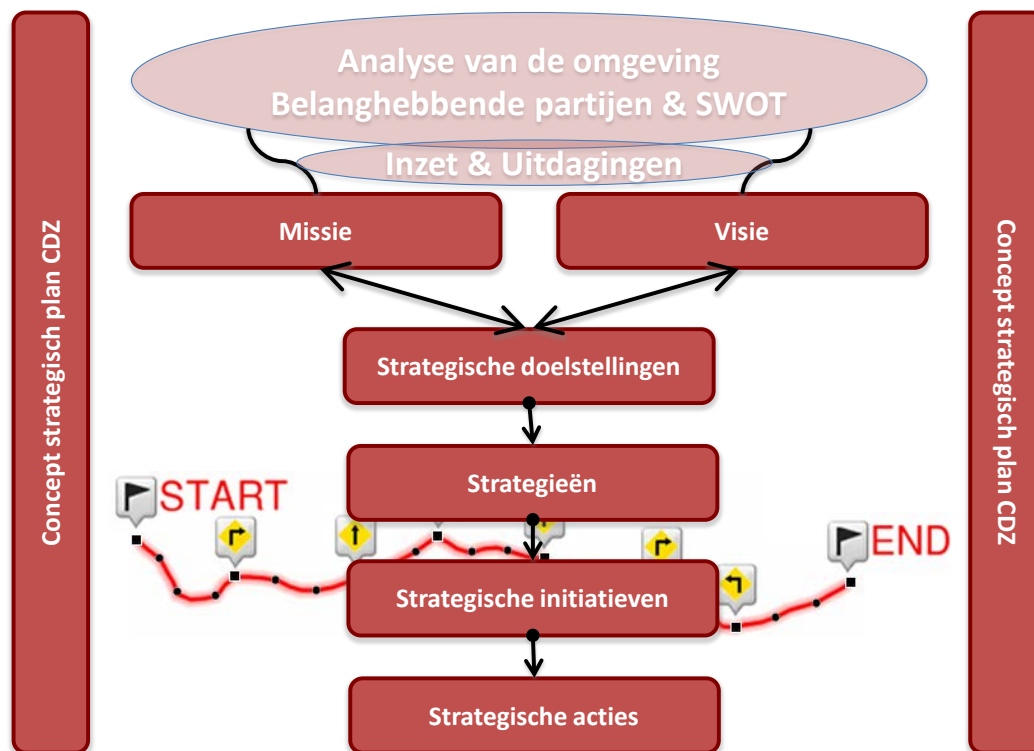 Concept strategisch plan CDZ
Analyse van de omgeving
Belanghebbende partijen & SWOT
Inzet & Uitdagingen
Missie
Visie
Strategische doelstellingen
Strategieën
START
END
Strategische initiatieven
Strategische acties
Concept strategisch plan CDZ